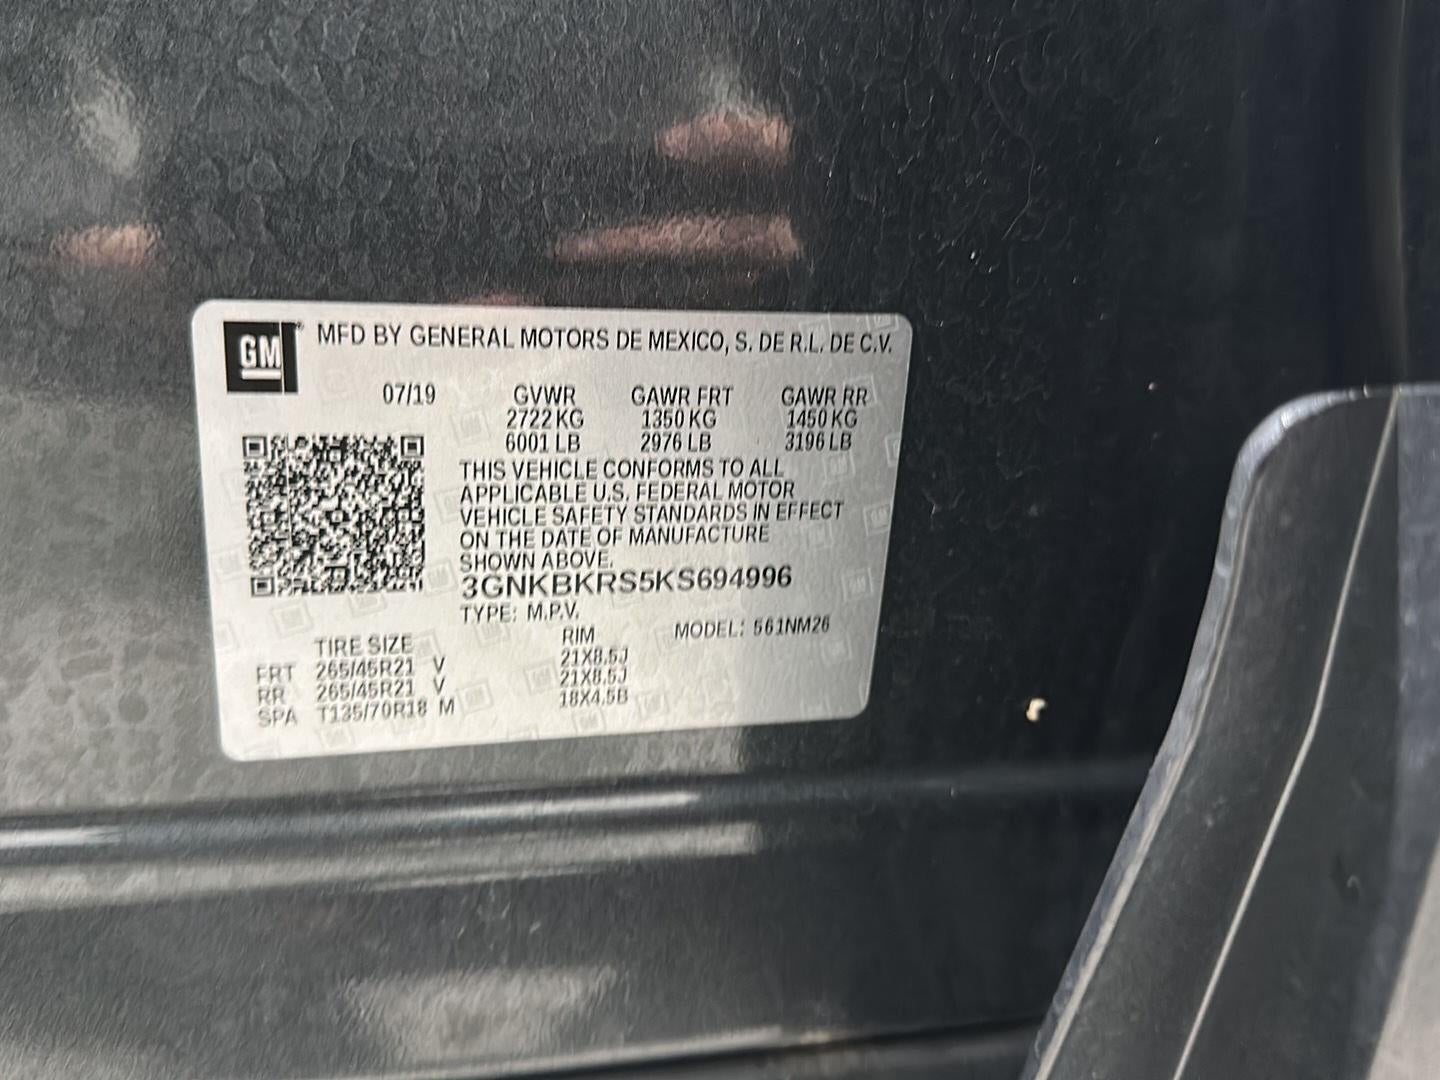 GM MFD BY GENERAL MOTORS DE MEXICO, S. DE R.L. DE C.V.
07/19 GVWR GAWR FRT GAWR RR
2722 KG 1350 KG 1450 KG
6001 LB 2976 LB 3196 LB
THIS VEHICLE CONFORMS TO ALL
APPLICABLE U.S. FEDERAL MOTOR
VEHICLE SAFETY STANDARDS IN EFFECT
ON THE DATE OF MANUFACTURE
SHOWN ABOVE.
3GNKBKRS5KS694996
TYPE: M.P.V.
TIRE SIZE RIM MODEL: 561NM26
FRT 265/45R21 V 21X8.5J
RR 265/45R21 V 21X8.5J
SPA T135/70R18 M 18X4.5B